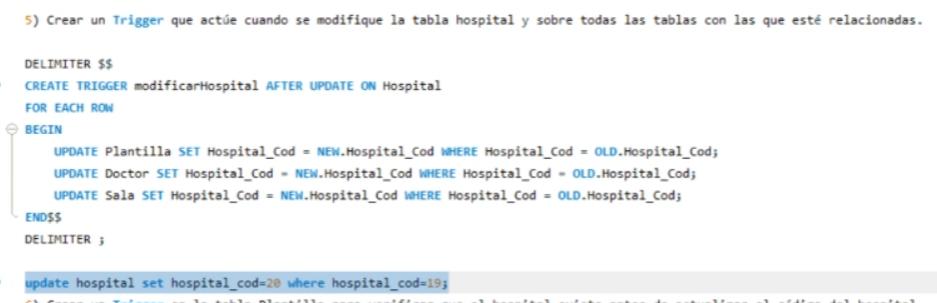 5) Crear un Trigger que actúe cuando se modifique la tabla hospital y sobre todas las tablas con las que esté relacionadas.
DELIMITER $$
CREATE TRIGGER modificarHospital AFTER UPDATE ON Hospital
FOR EACH ROW
BEGIN
UPDATE Plantilla SET Hospital_Cod = NEW.Hospital_Cod WHERE Hospital_Cod = OLD.Hospital_Cod;
UPDATE Doctor SET Hospital_Cod = NEW.Hospital_Cod WHERE Hospital_Cod = OLD.Hospital_Cod;
UPDATE Sala SET Hospital_Cod = NEW.Hospital_Cod WHERE Hospital_Cod = OLD.Hospital_Cod;
END$$
DELIMITER ;
update hospital set hospital_cod=20 where hospital_cod=19;